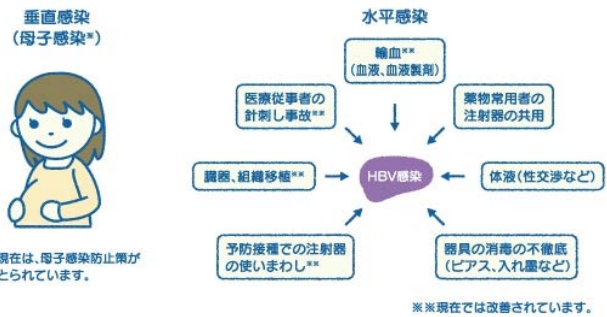 垂直感染
(母子感染※)
現在は、母子感染防止策が
とられています。
水平感染
輸血※※
(血液、血液製剤)
医療従事者の
針刺し事故※※
薬物常用者の
注射器の共用
臓器、組織移植※※
HBV感染
体液(性交渉など)
予防接種での注射器
の使いまわし※※
器具の消毒の不徹底
(ピアス、入れ墨など)
※※現在では改善されています。